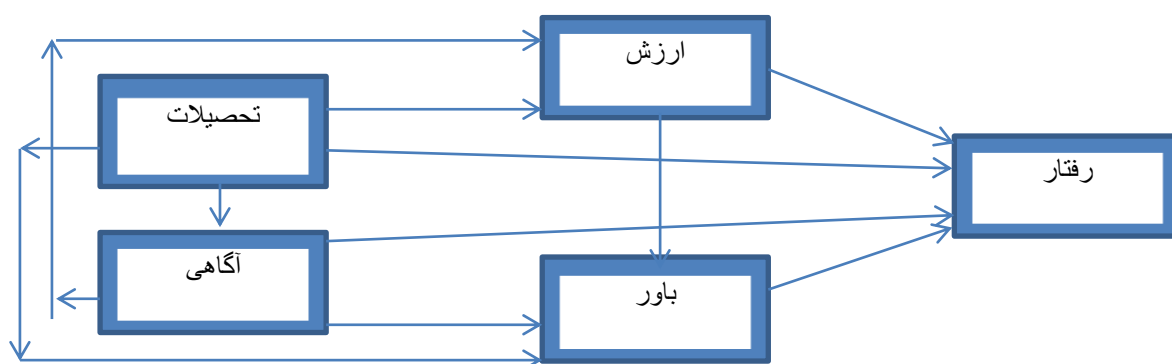 ارزش
تحصیلات
رفتار
آگاهی
باور